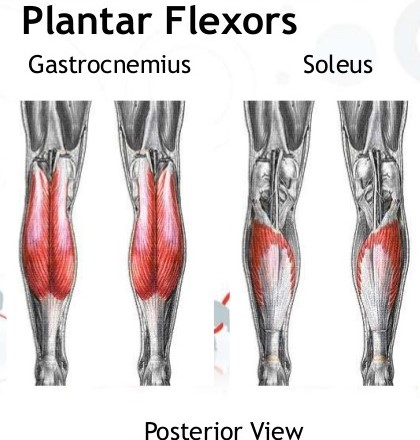 Plantar Flexors
Gastrocnemius
Soleus
Posterior View